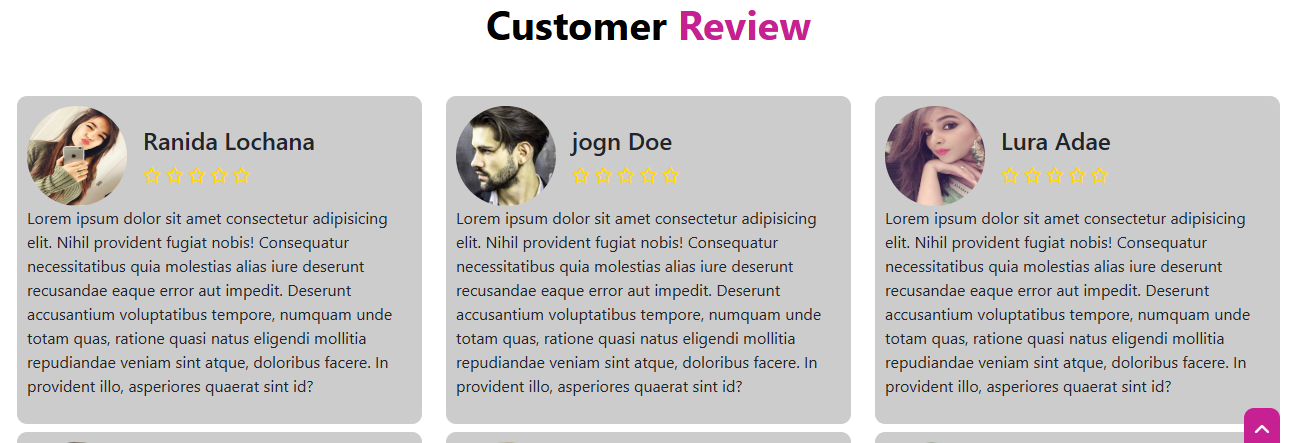 Customer Review
Ranida Lochana
Lorem ipsum dolor sit amet consectetur adipisicing
elit. Nihil provident fugiat nobis! Consequatur
necessitatibus quia molestias alias iure deserunt
recusandae eaque error aut impedit. Deserunt
accusantium voluptatibus tempore, numquam unde
totam quas, ratione quasi natus eligendi mollitia
repudiandae veniam sint atque, doloribus facere. In
provident illo, asperiores quaerat sint id?
jogn Doe
Lorem ipsum dolor sit amet consectetur adipisicing
elit. Nihil provident fugiat nobis! Consequatur
necessitatibus quia molestias alias iure deserunt
recusandae eaque error aut impedit. Deserunt
accusantium voluptatibus tempore, numquam unde
totam quas, ratione quasi natus eligendi mollitia
repudiandae veniam sint atque, doloribus facere. In
provident illo, asperiores quaerat sint id?
Lura Adae
Lorem ipsum dolor sit amet consectetur adipisicing
elit. Nihil provident fugiat nobis! Consequatur
necessitatibus quia molestias alias iure deserunt
recusandae eaque error aut impedit. Deserunt
accusantium voluptatibus tempore, numquam unde
totam quas, ratione quasi natus eligendi mollitia
repudiandae veniam sint atque, doloribus facere. In
provident illo, asperiores quaerat sint id?